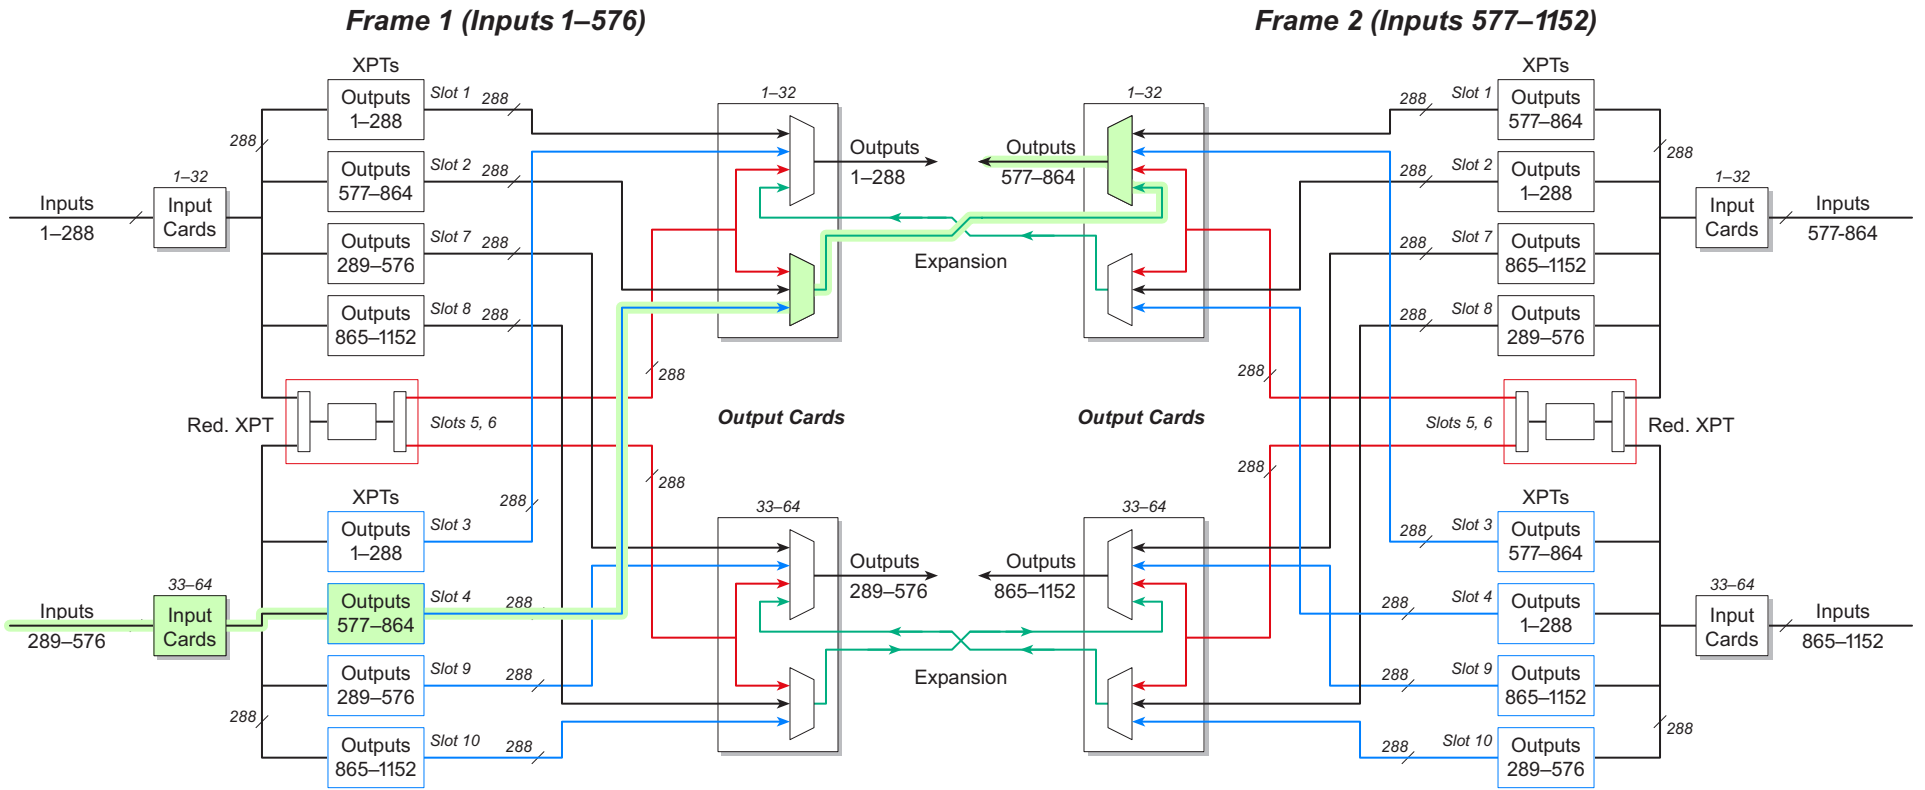 Frame 1 (Inputs 1–576)
Frame 2 (Inputs 577–1152)
XPTs
Outputs
1–288
Slot 1
288
288
Outputs
577–864
Slot 2
288
1–32
Input
Cards
Inputs
1–288
Outputs
289–576
Slot 7
288
Outputs
865–1152
Slot 8
288
Red. XPT
Slots 5, 6
288
288
XPTs
Outputs
1–288
Slot 3
288
33–64
Input
Cards
Inputs
289–576
Outputs
577–864
Slot 4
288
Outputs
289–576
Slot 9
288
288
Outputs
865–1152
Slot 10
288
1–32
Outputs
1–288
Expansion
Output Cards
33–64
Outputs
289–576
Expansion
1–32
Outputs
577–864
Output Cards
33–64
Outputs
865–1152
XPTs
288
Slot 1
Outputs
577–864
288
288
Slot 2
Outputs
1–288
1–32
Input
Cards
Inputs
577-864
288
Slot 7
Outputs
865–1152
288
Slot 8
Outputs
289–576
288
Slots 5, 6
Red. XPT
288
XPTs
288
Slot 3
Outputs
577–864
288
Slot 4
Outputs
1–288
33–64
Input
Cards
Inputs
865–1152
288
Slot 9
Outputs
865–1152
288
288
Slot 10
Outputs
289–576